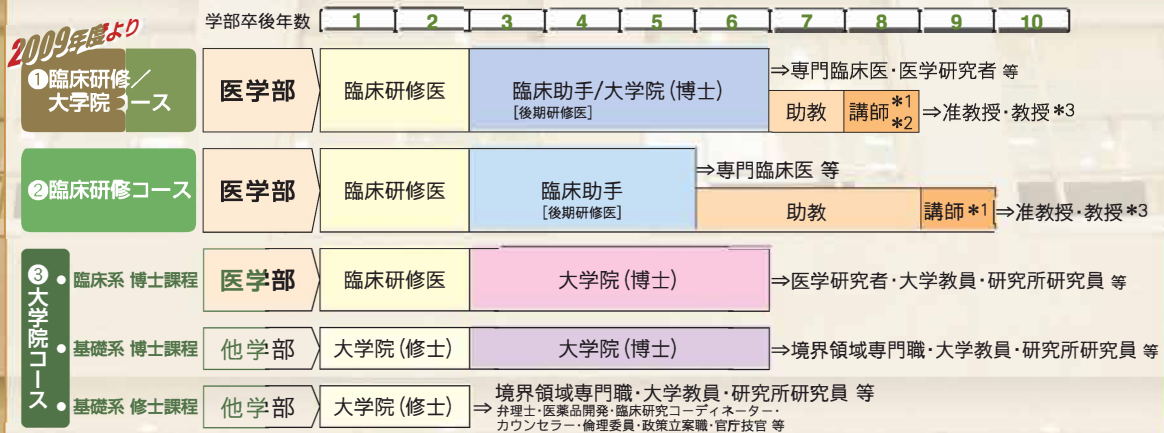 2009年度より
学部卒後年数 1 2 3 4 5 6 7 8 9 10
❶臨床研修/
大学院コース
医学部
臨床研修医
臨床助手/大学院(博士)
[後期研修医]
⇒専門臨床医・医学研究者 等
助教
講師*1
*2
⇒准教授・教授*3
❷臨床研修コース
医学部
臨床研修医
臨床助手
[後期研修医]
⇒専門臨床医 等
助教
講師*1
⇒准教授・教授*3
❸大学院コース
• 臨床系 博士課程
医学部
臨床研修医
大学院(博士)
⇒医学研究者・大学教員・研究所研究員 等
• 基礎系 博士課程
他学部
大学院(修士)
大学院(博士)
⇒境界領域専門職・大学教員・研究所研究員 等
• 基礎系 修士課程
他学部
大学院(修士)
⇒境界領域専門職・大学教員・研究所研究員 等
弁理士・医薬品開発・臨床研究コーディネーター・
カウンセラー・倫理委員・政策立案職・官庁技官 等